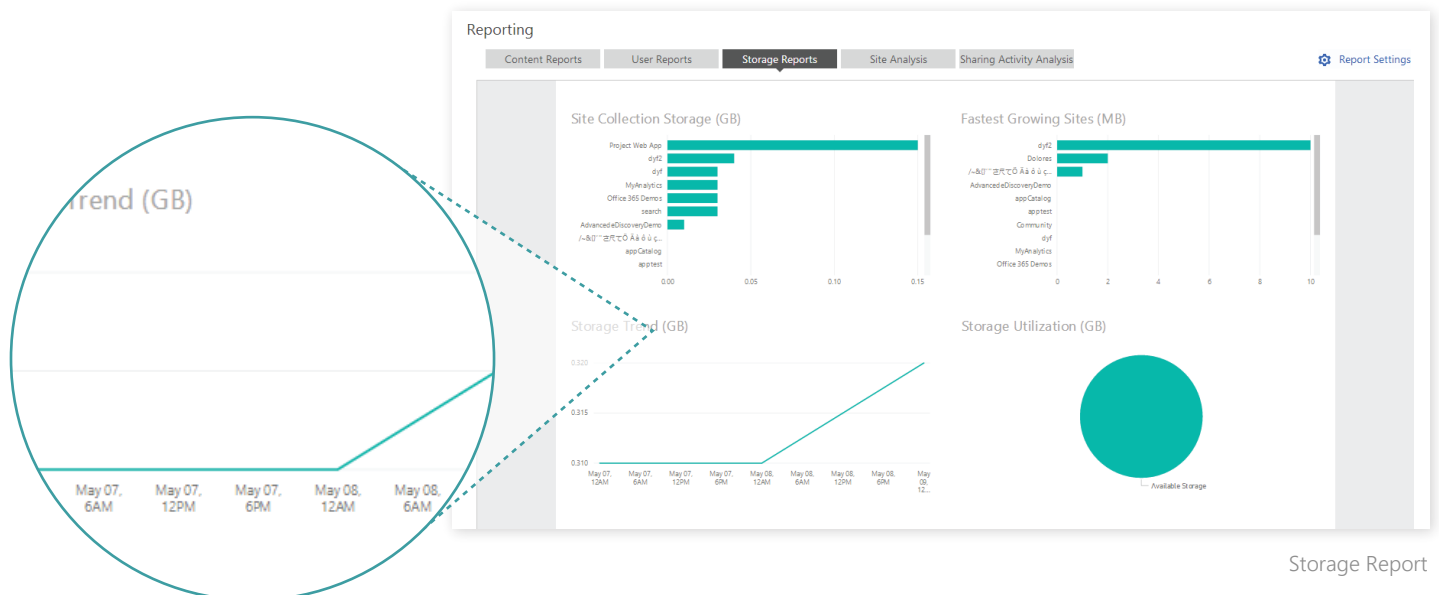 Reporting
Content Reports
User Reports
Storage Reports
Site Analysis
Sharing Activity Analysis
Report Settings
Site Collection Storage (GB)
Project Web App
dyf2
dyf
MyAnalytics
Office 365 Demos
search
AdvancedeDiscoveryDemo
appCatalog
apptest
0.00
0.05
0.10
0.15
Fastest Growing Sites (MB)
dyf2
Dolores
AdvancedeDiscoveryDemo
appCatalog
apptest
Community
dyf
MyAnalytics
Office 365 Demos
0
2
4
6
8
10
Storage Trend (GB)
0.320
0.315
0.310
May 07,
12AM
May 07,
6AM
May 07,
12PM
May 07,
6PM
May 08,
12AM
May 08,
6AM
May 08,
12PM
May 08,
6PM
May
09,
12...
Storage Utilization (GB)
Available Storage
Trend (GB)
May 07,
6AM
May 07,
12PM
May 07,
6PM
May 08,
12AM
May 08,
6AM
Storage Report